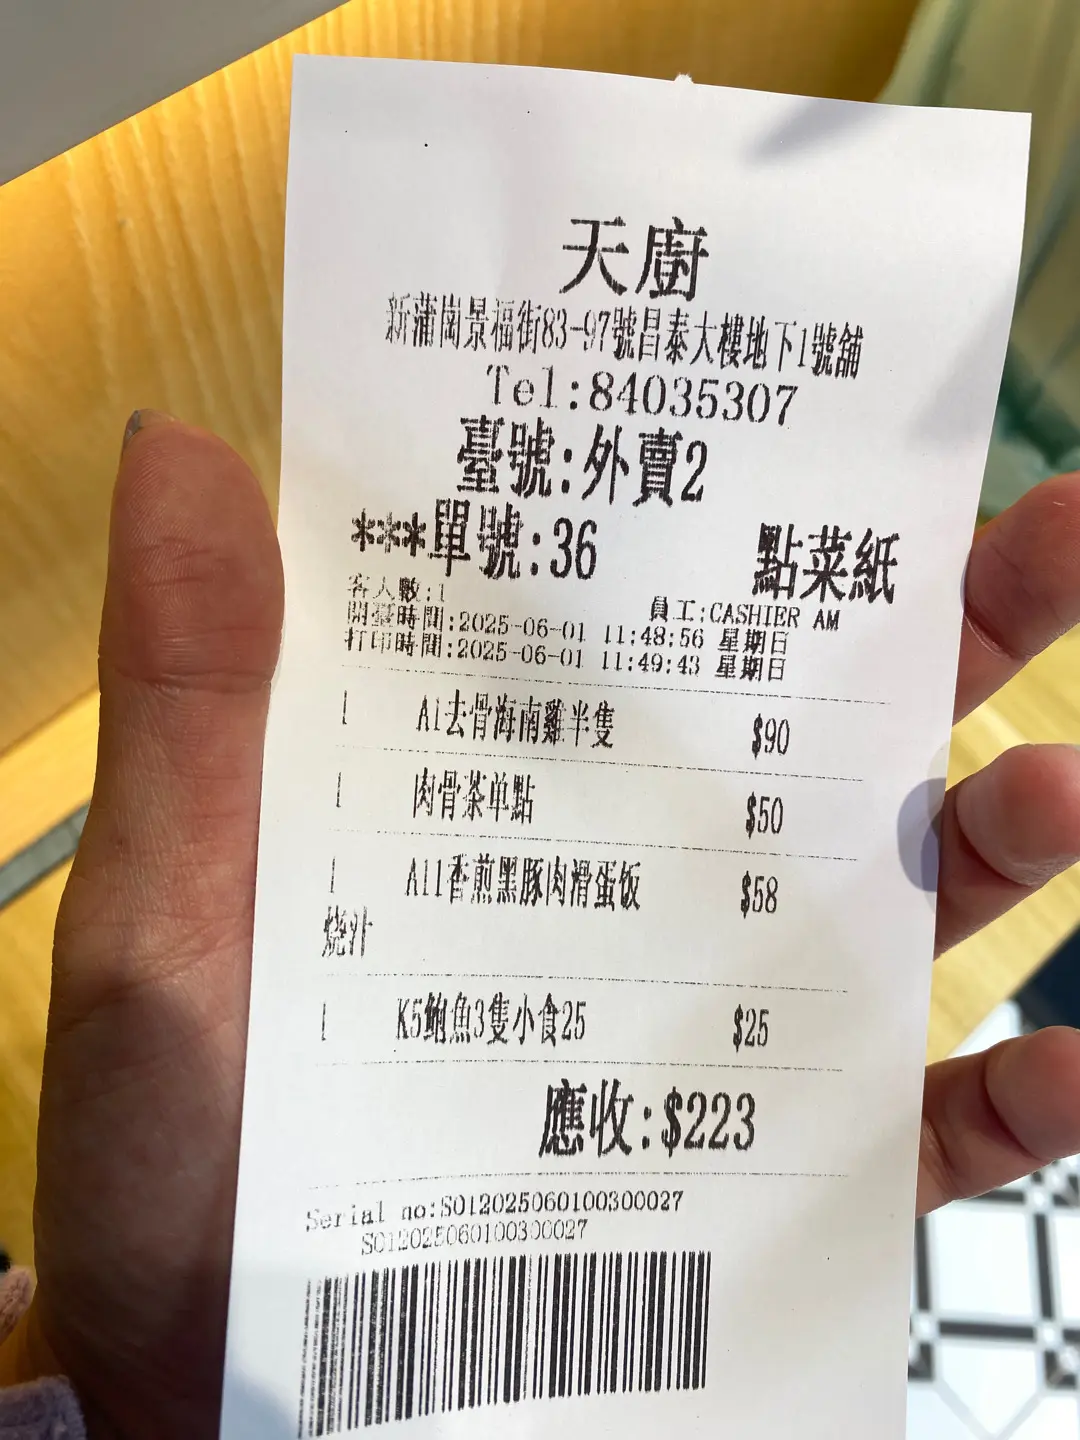 天廚
新蒲崗景福街83-97號昌泰大樓地下1號舖
Tel:84035307
臺號:外賣2
***單號:36 點菜紙
客人數:1 員工:CASHIER AM
開臺時間:2025-06-01 11:48:56 星期日
打印時間:2025-06-01 11:49:43 星期日
1 A1去骨海南雞半隻 $90
1 肉骨茶单點 $50
1 A11香煎黑豚肉滑蛋饭 $58
烧汁
1 K5鲍魚3隻小食25 $25
應收:$223
Serial no:S01202506010030027
S01202506010030027